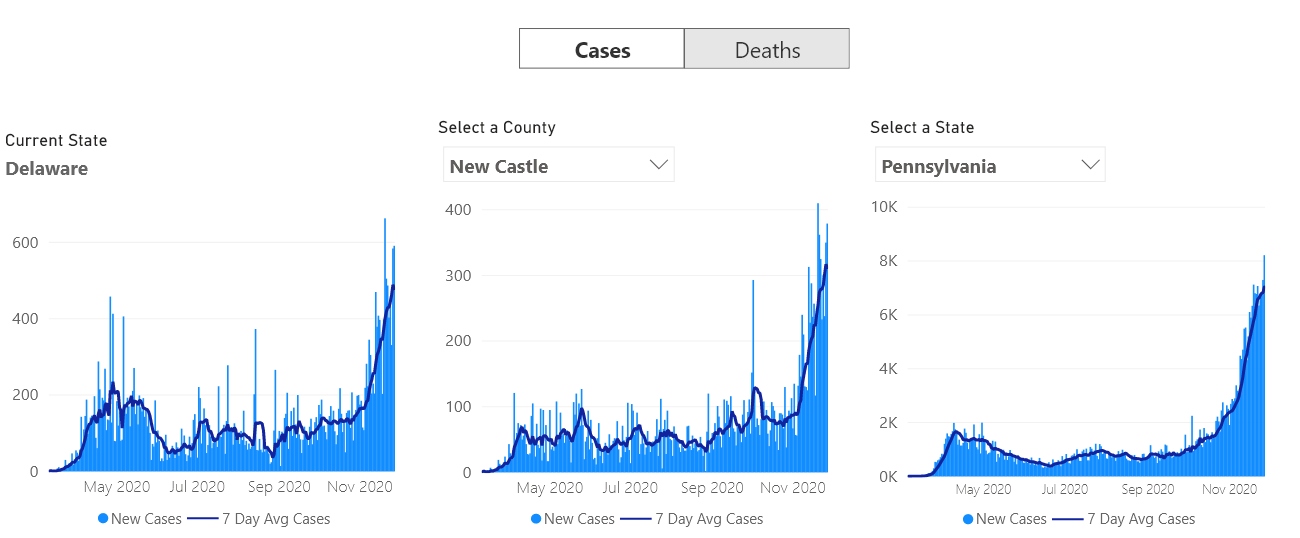 Cases Deaths
Current State
Delaware
600
400
200
0
May 2020 Jul 2020 Sep 2020 Nov 2020
New Cases 7 Day Avg Cases
Select a County
New Castle
400
300
200
100
0
May 2020 Jul 2020 Sep 2020 Nov 2020
New Cases 7 Day Avg Cases
Select a State
Pennsylvania
10K
8K
6K
4K
2K
0K
May 2020 Jul 2020 Sep 2020 Nov 2020
New Cases 7 Day Avg Cases